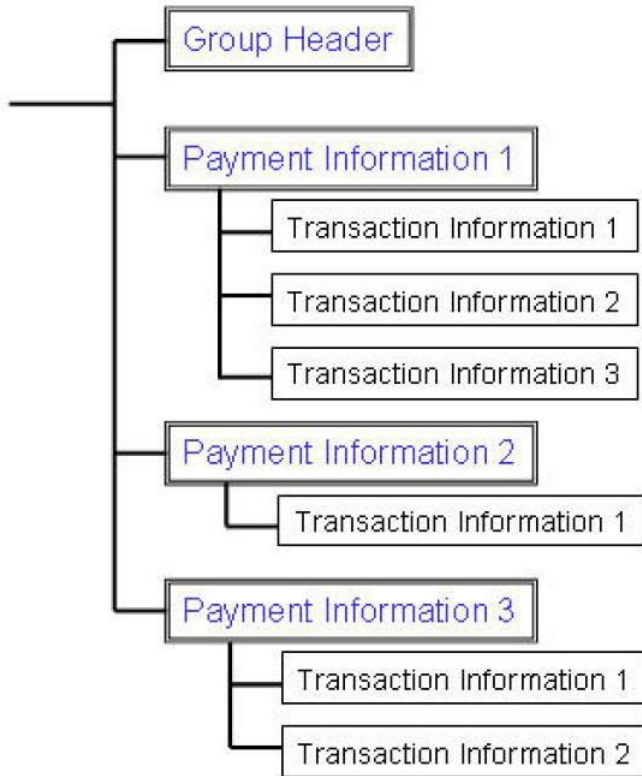 Group Header
Payment Information 1
Transaction Information 1
Transaction Information 2
Transaction Information 3
Payment Information 2
Transaction Information 1
Payment Information 3
Transaction Information 1
Transaction Information 2